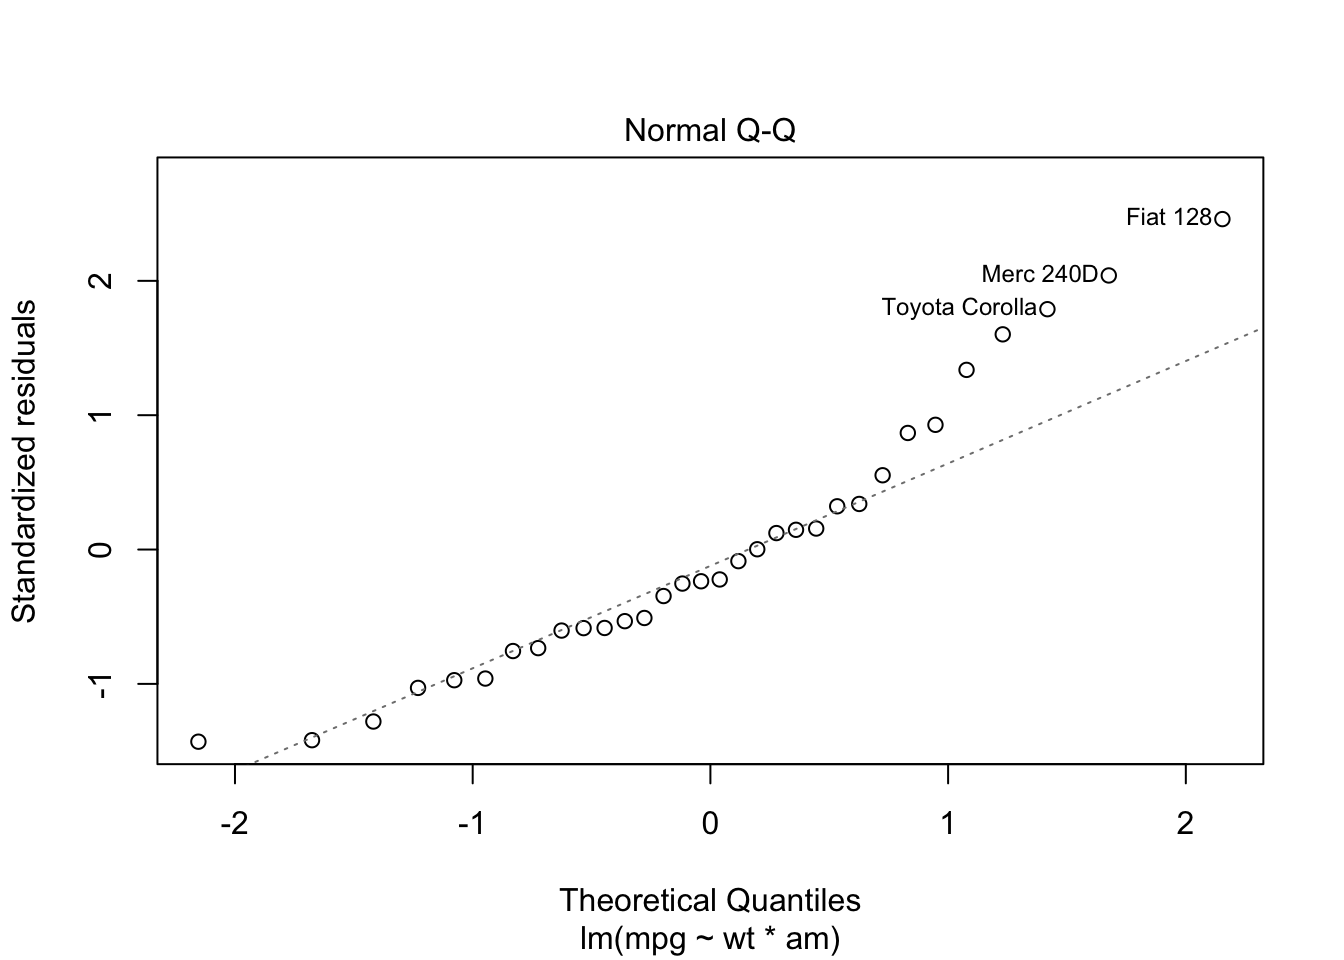 Normal Q-Q
Fiat 128
Merc 240D
Toyota Corolla
Standardized residuals
2
1
0
-1
-2
-1
0
1
2
Theoretical Quantiles
lm(mpg ~ wt * am)